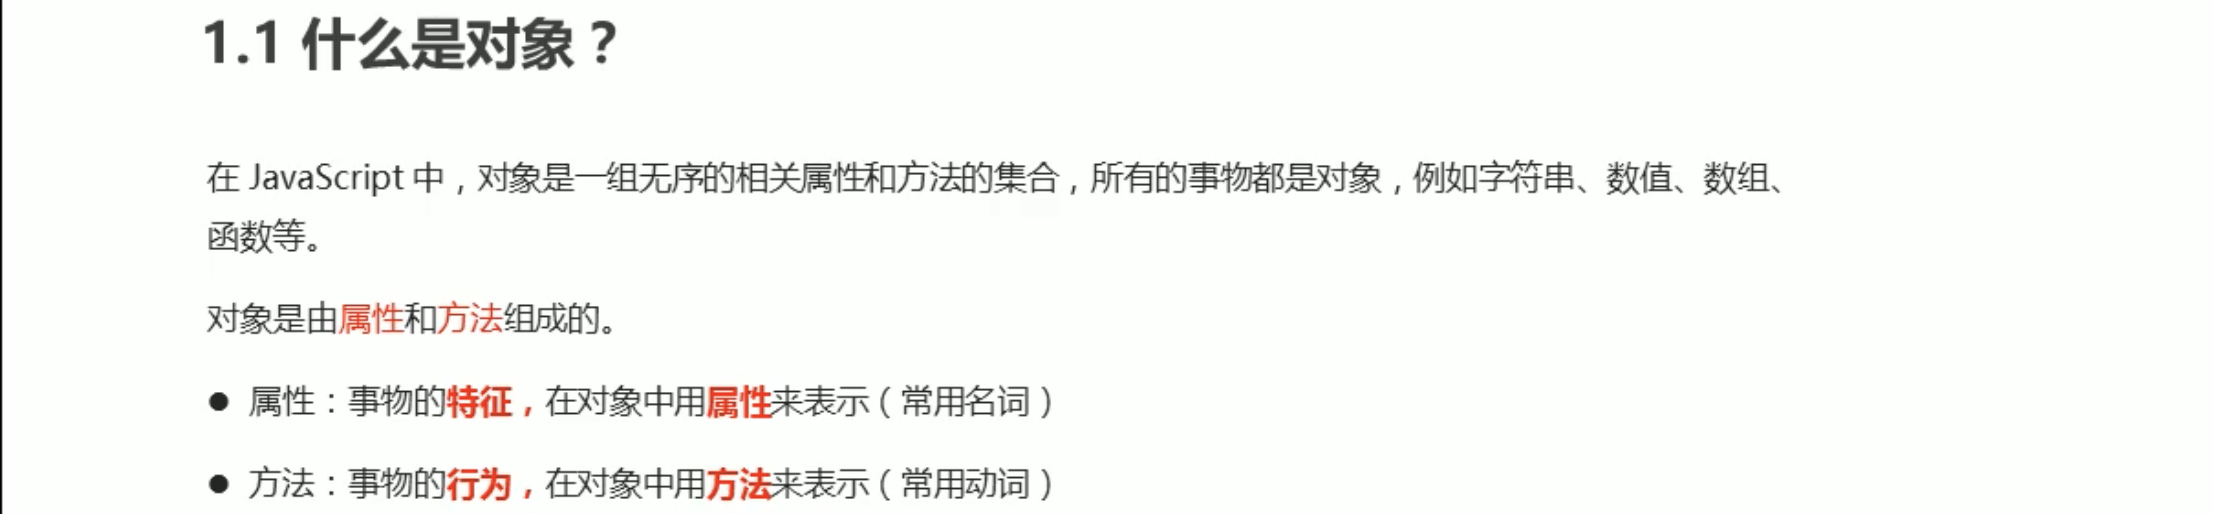 1.1 什么是对象？
在 JavaScript 中，对象是一组无序的相关属性和方法的集合，所有的事物都是对象，例如字符串、数值、数组、
函数等。
对象是由属性和方法组成的。
● 属性：事物的特征，在对象中用属性来表示（常用名词）
● 方法：事物的行为，在对象中用方法来表示（常用动词）